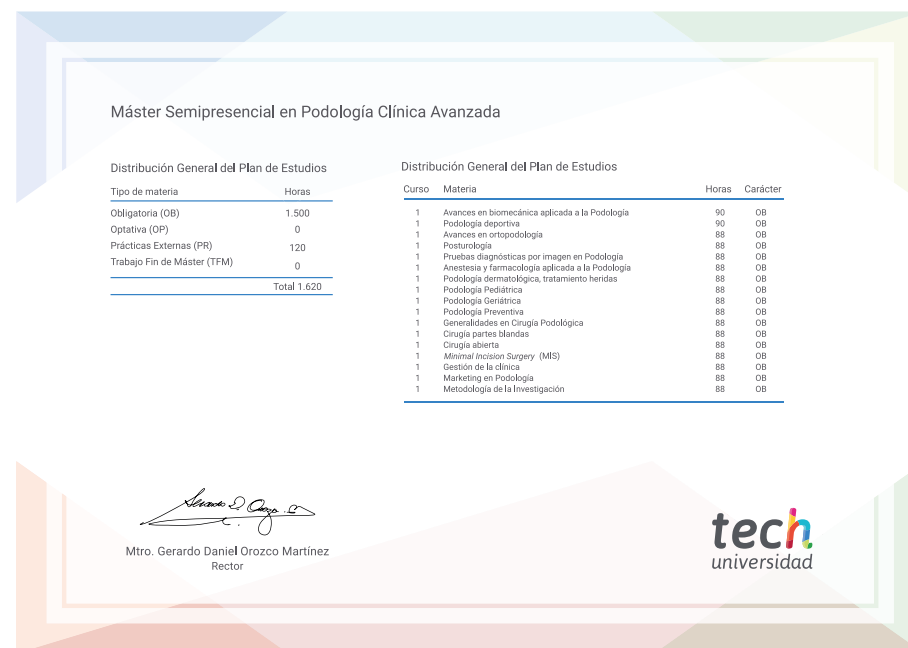 Máster Semipresencial en Podología Clínica Avanzada
Distribución General del Plan de Estudios
Tipo de materia Horas
Obligatoria (OB) 1.500
Optativa (OP) 0
Prácticas Externas (PR) 120
Trabajo Fin de Máster (TFM) 0
Total 1.620
Distribución General del Plan de Estudios
Curso Materia Horas Carácter
1 Avances en biomecánica aplicada a la Podología 90 OB
1 Podología deportiva 90 OB
1 Avances en ortopodología 88 OB
1 Posturología 88 OB
1 Pruebas diagnósticas por imagen en Podología 88 OB
1 Anestesia y farmacología aplicada a la Podología 88 OB
1 Podología dermatológica, tratamiento heridas 88 OB
1 Podología Pediátrica 88 OB
1 Podología Geriátrica 88 OB
1 Podología Preventiva 88 OB
1 Generalidades en Cirugía Podológica 88 OB
1 Cirugía partes blandas 88 OB
1 Cirugía abierta 88 OB
1 Minimal Incision Surgery (MIS) 88 OB
1 Gestión de la clínica 88 OB
1 Marketing en Podología 88 OB
1 Metodología de la Investigación 88 OB
Mtro. Gerardo Daniel Orozco Martínez
Rector
tech
universidad